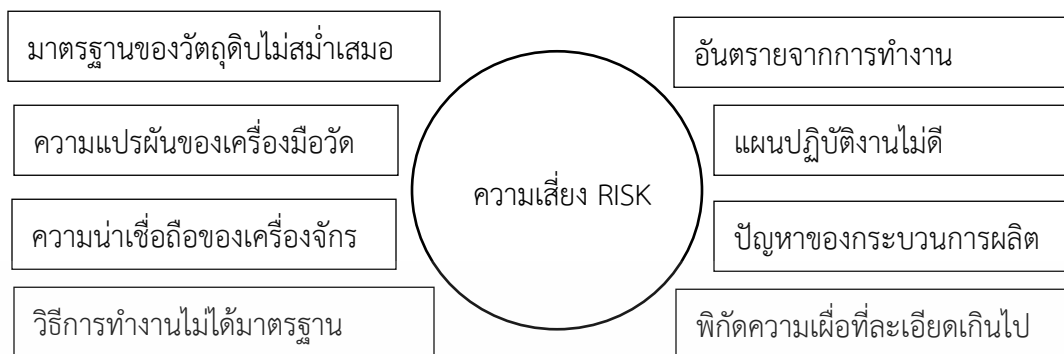 มาตรฐานของวัตถุดิบไม่สม่ำเสมอ
ความแปรผันของเครื่องมือวัด
ความน่าเชื่อถือของเครื่องจักร
วิธีการทำงานไม่ได้มาตรฐาน
ความเสี่ยง RISK
อันตรายจากการทำงาน
แผนปฏิบัติงานไม่ดี
ปัญหาของกระบวนการผลิต
พิกัดความเผื่อที่ละเอียดเกินไป